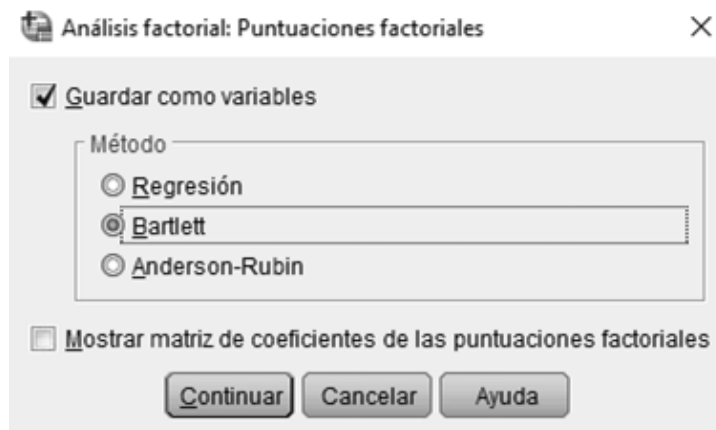 Análisis factorial: Puntuaciones factoriales
Guardar como variables
Método
Regresión
Bartlett
Anderson-Rubin
Mostrar matriz de coeficientes de las puntuaciones factoriales
Continuar Cancelar Ayuda